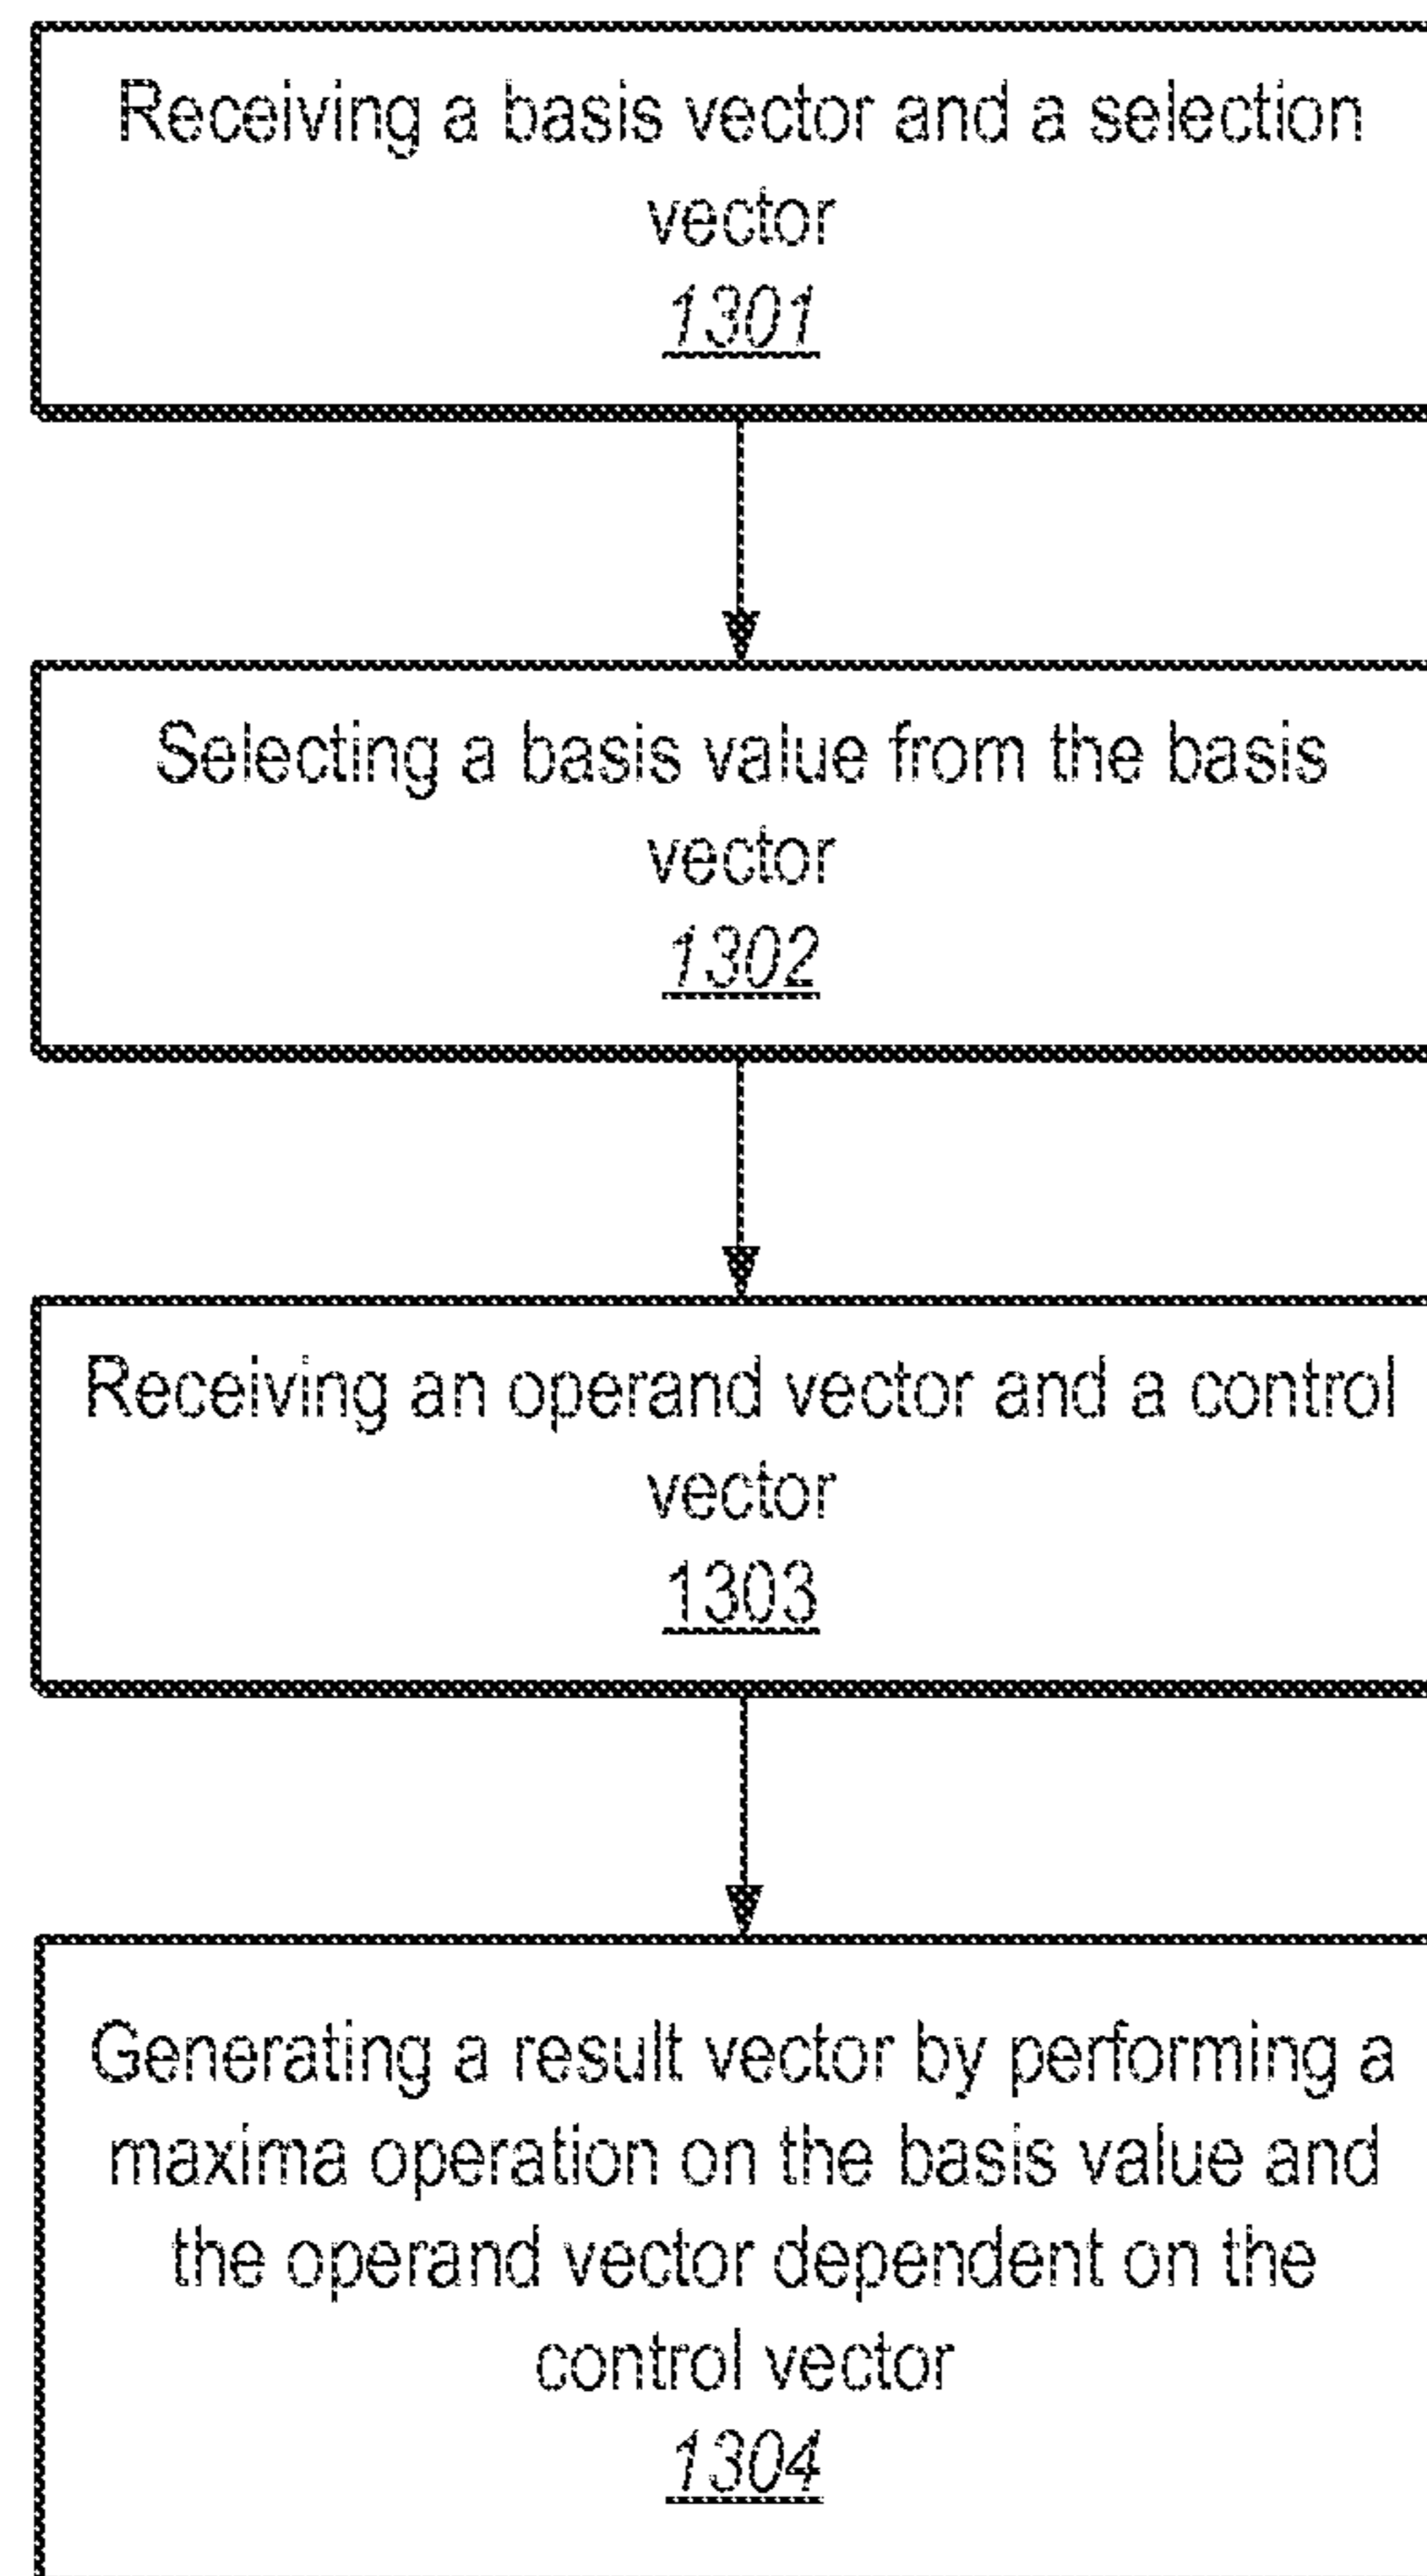 Receiving a basis vector and a selection
vector
1301
Selecting a basis value from the basis
vector
1302
Receiving an operand vector and a control
vector
1303
Generating a result vector by performing a
maxima operation on the basis value and
the operand vector dependent on the
control vector
1304